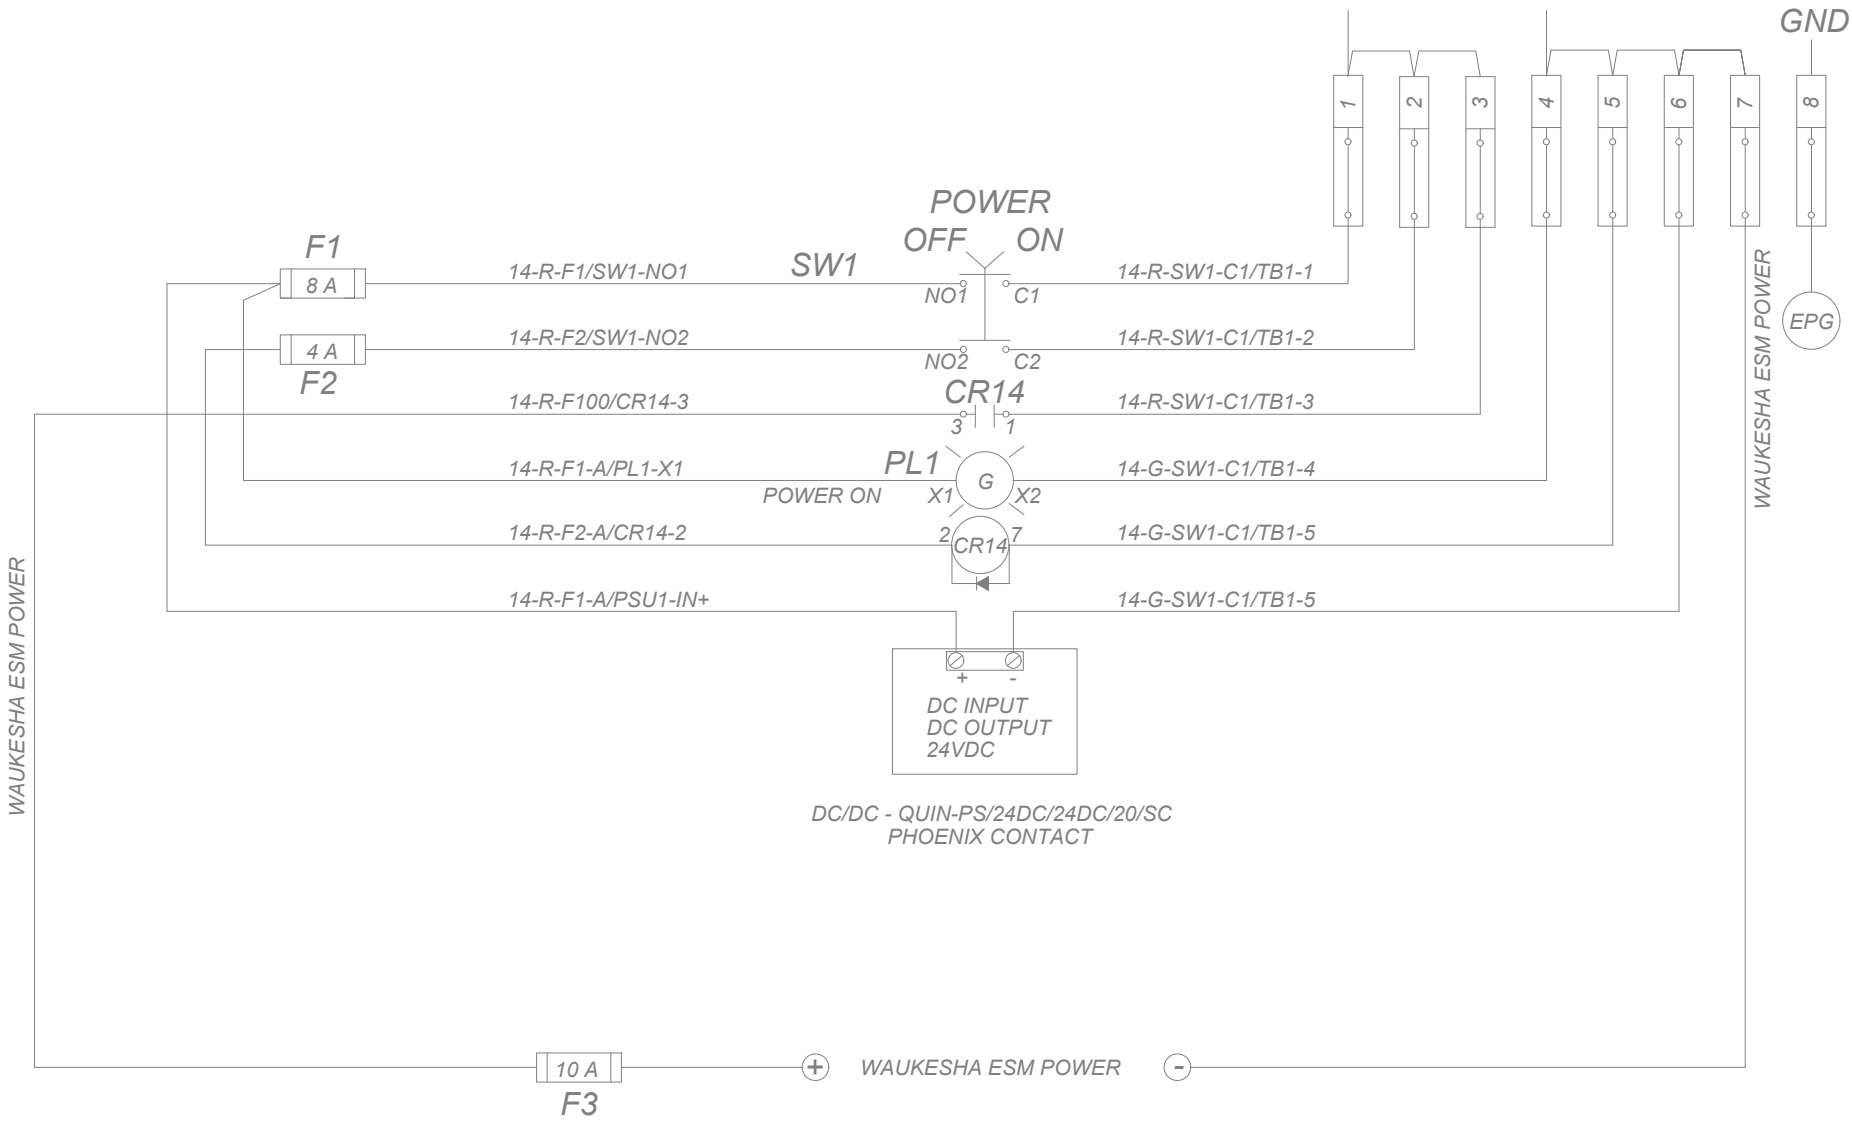 GND
1 2 3 4 5 6 7 8
POWER
OFF ON
F1
8 A
14-R-F1/SW1-NO1
SW1
NO1
C1
14-R-SW1-C1/TB1-1
WAUKESHA ESM POWER
EPG
4 A
F2
14-R-F2/SW1-NO2
NO2
C2
14-R-SW1-C1/TB1-2
CR14
14-R-F100/CR14-3
3
1
14-R-SW1-C1/TB1-3
14-R-F1-A/PL1-X1
PL1
POWER ON
X1
G
X2
14-G-SW1-C1/TB1-4
14-R-F2-A/CR14-2
2
CR14
7
14-G-SW1-C1/TB1-5
WAUKESHA ESM POWER
14-R-F1-A/PSU1-IN+
14-G-SW1-C1/TB1-5
+ -
DC INPUT
DC OUTPUT
24VDC
DC/DC - QUIN-PS/24DC/24DC/20/SC
PHOENIX CONTACT
10 A
F3
+
WAUKESHA ESM POWER
-